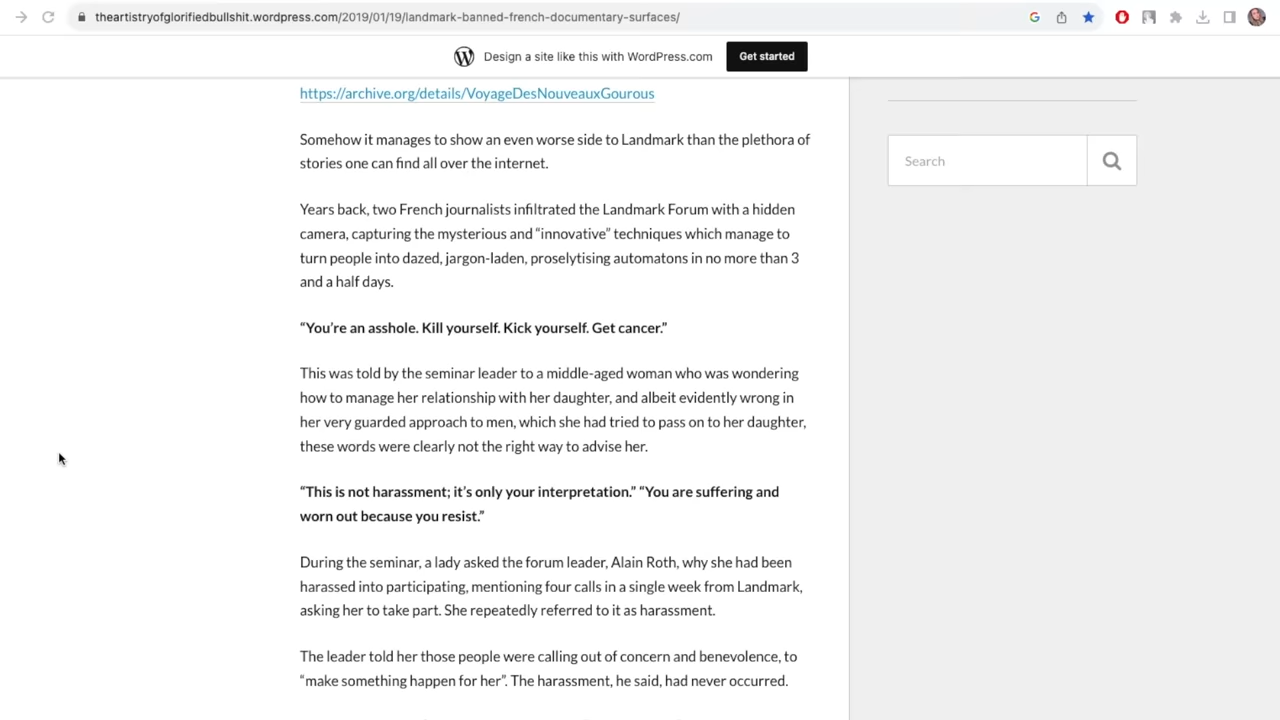 theartistryofglorifiedbullshit.wordpress.com/2019/01/19/landmark-banned-french-documentary-surfaces/
Design a site like this with WordPress.com
Get started
https://archive.org/details/VoyageDesNouveauxGourous
Somehow it manages to show an even worse side to Landmark than the plethora of
stories one can find all over the internet.
Years back, two French journalists infiltrated the Landmark Forum with a hidden
camera, capturing the mysterious and “innovative” techniques which manage to
turn people into dazed, jargon-laden, proselytising automatons in no more than 3
and a half days.
“You’re an asshole. Kill yourself. Kick yourself. Get cancer.”
This was told by the seminar leader to a middle-aged woman who was wondering
how to manage her relationship with her daughter, and albeit evidently wrong in
her very guarded approach to men, which she had tried to pass on to her daughter,
these words were clearly not the right way to advise her.
“This is not harassment; it’s only your interpretation.” “You are suffering and
worn out because you resist.”
During the seminar, a lady asked the forum leader, Alain Roth, why she had been
harassed into participating, mentioning four calls in a single week from Landmark,
asking her to take part. She repeatedly referred to it as harassment.
The leader told her those people were calling out of concern and benevolence, to
“make something happen for her”. The harassment, he said, had never occurred.
Search